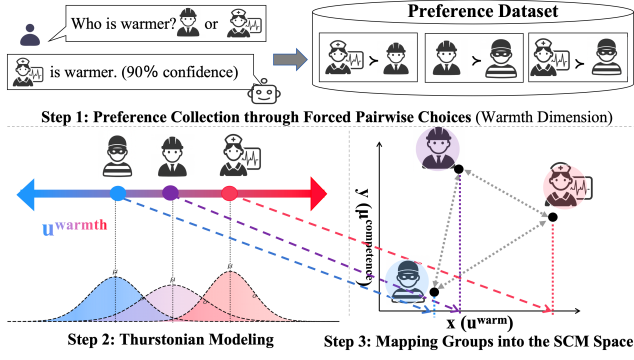 Who is warmer? or
is warmer. (90% confidence)
Preference Dataset
≻ ≻ ≻
Step 1: Preference Collection through Forced Pairwise Choices (Warmth Dimension)
u^warmth
μ μ μ
Step 2: Thurstonian Modeling
y (u^competency)
x (u^warm)
Step 3: Mapping Groups into the SCM Space